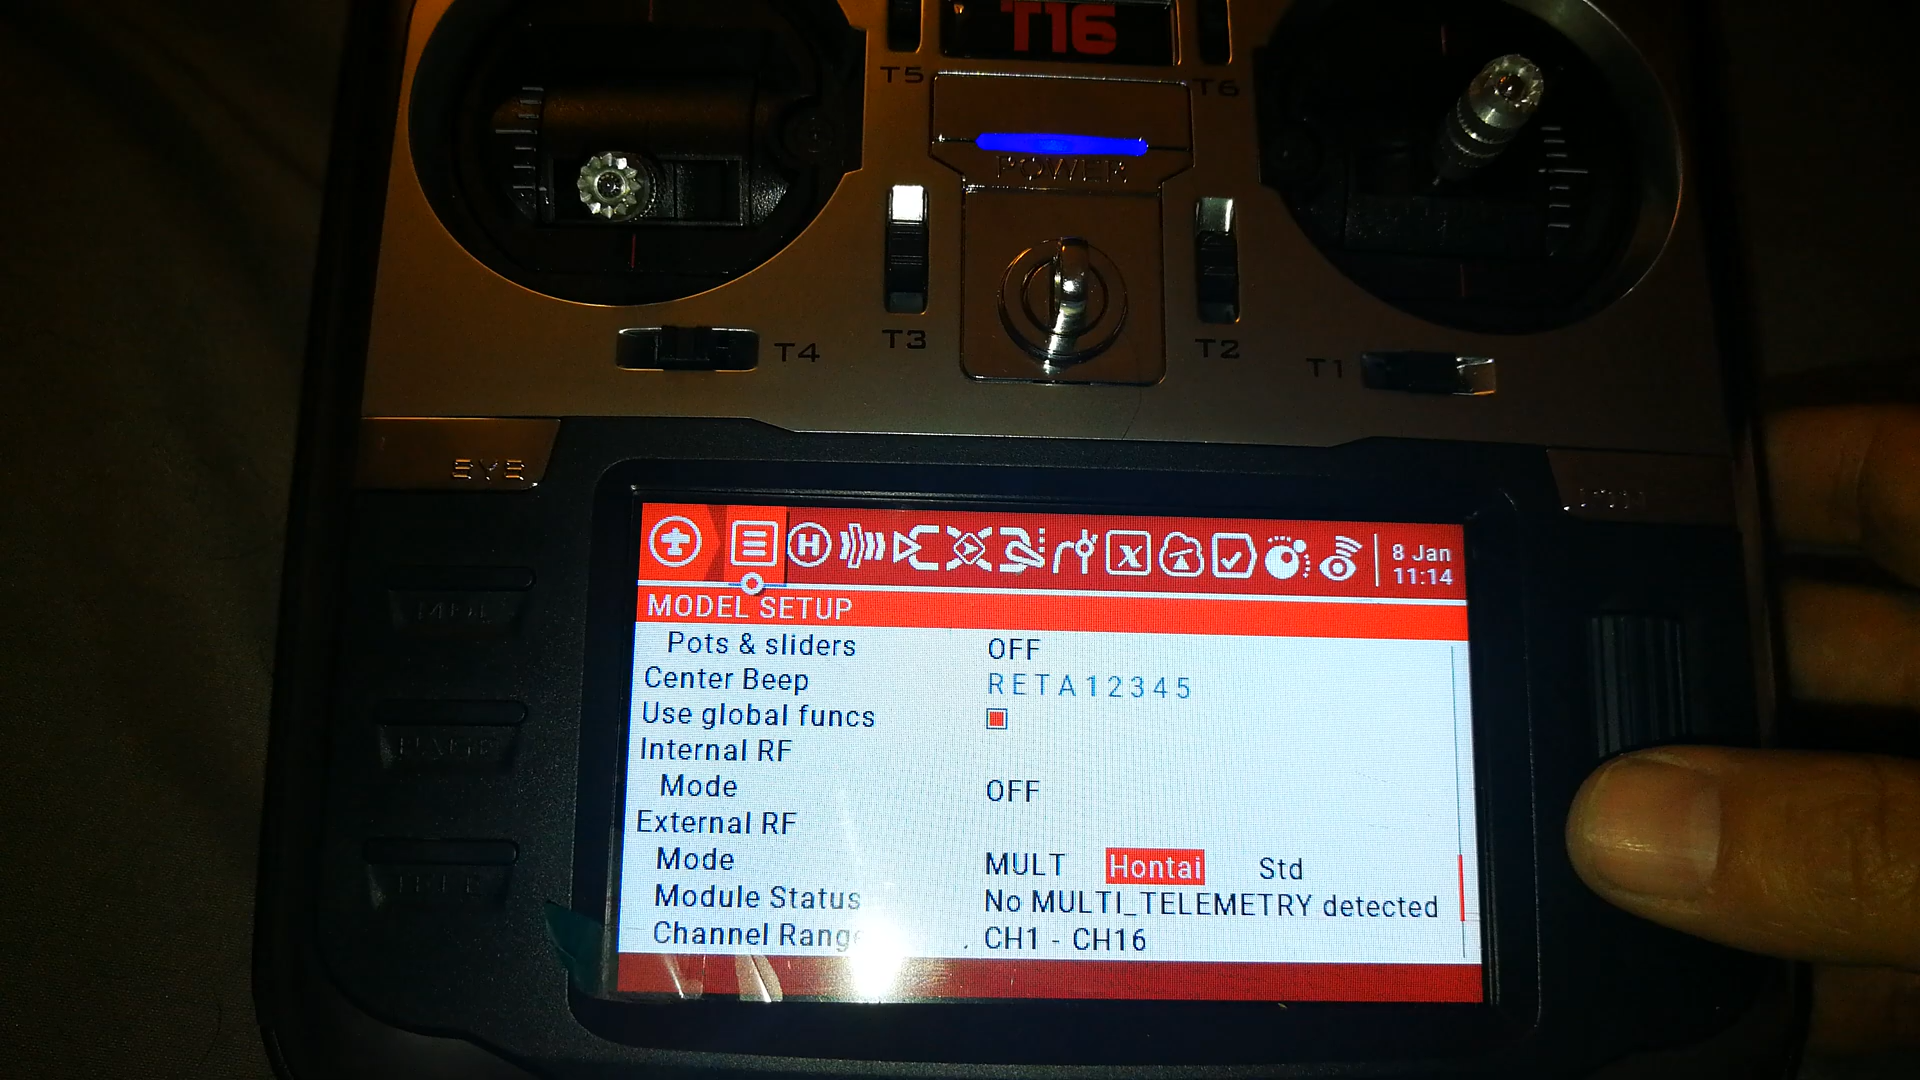 T16
T5
T6
POWER
T3
T2
T4
T1
EVE
H
x
8 Jan
11:14
MODEL SETUP
Pots & sliders OFF
Center Beep R E T A 1 2 3 4 5
Use global funcs
Internal RF
Mode OFF
External RF
Mode MULT Hontai Std
Module Status No MULTI_TELEMETRY detected
Channel Range CH1 - CH16